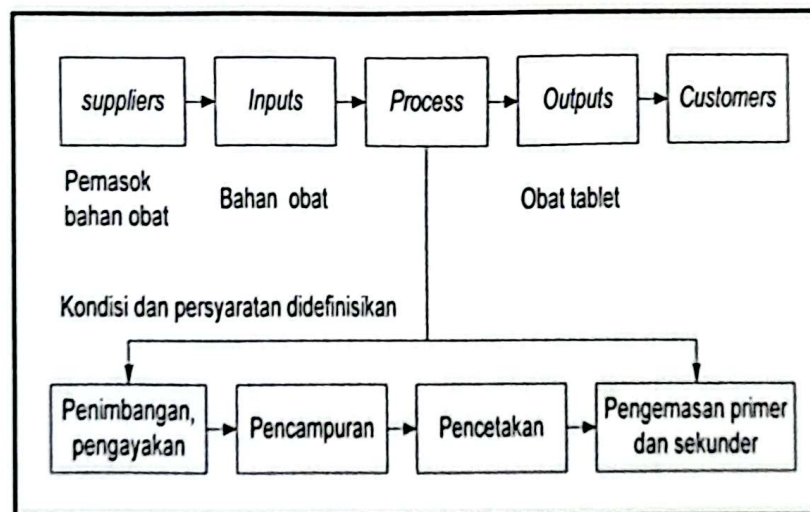 suppliers
Inputs
Process
Outputs
Customers
Pemasok
bahan obat
Bahan obat
Obat tablet
Kondisi dan persyaratan didefinisikan
Penimbangan,
pengayakan
Pencampuran
Pencetakan
Pengemasan primer
dan sekunder